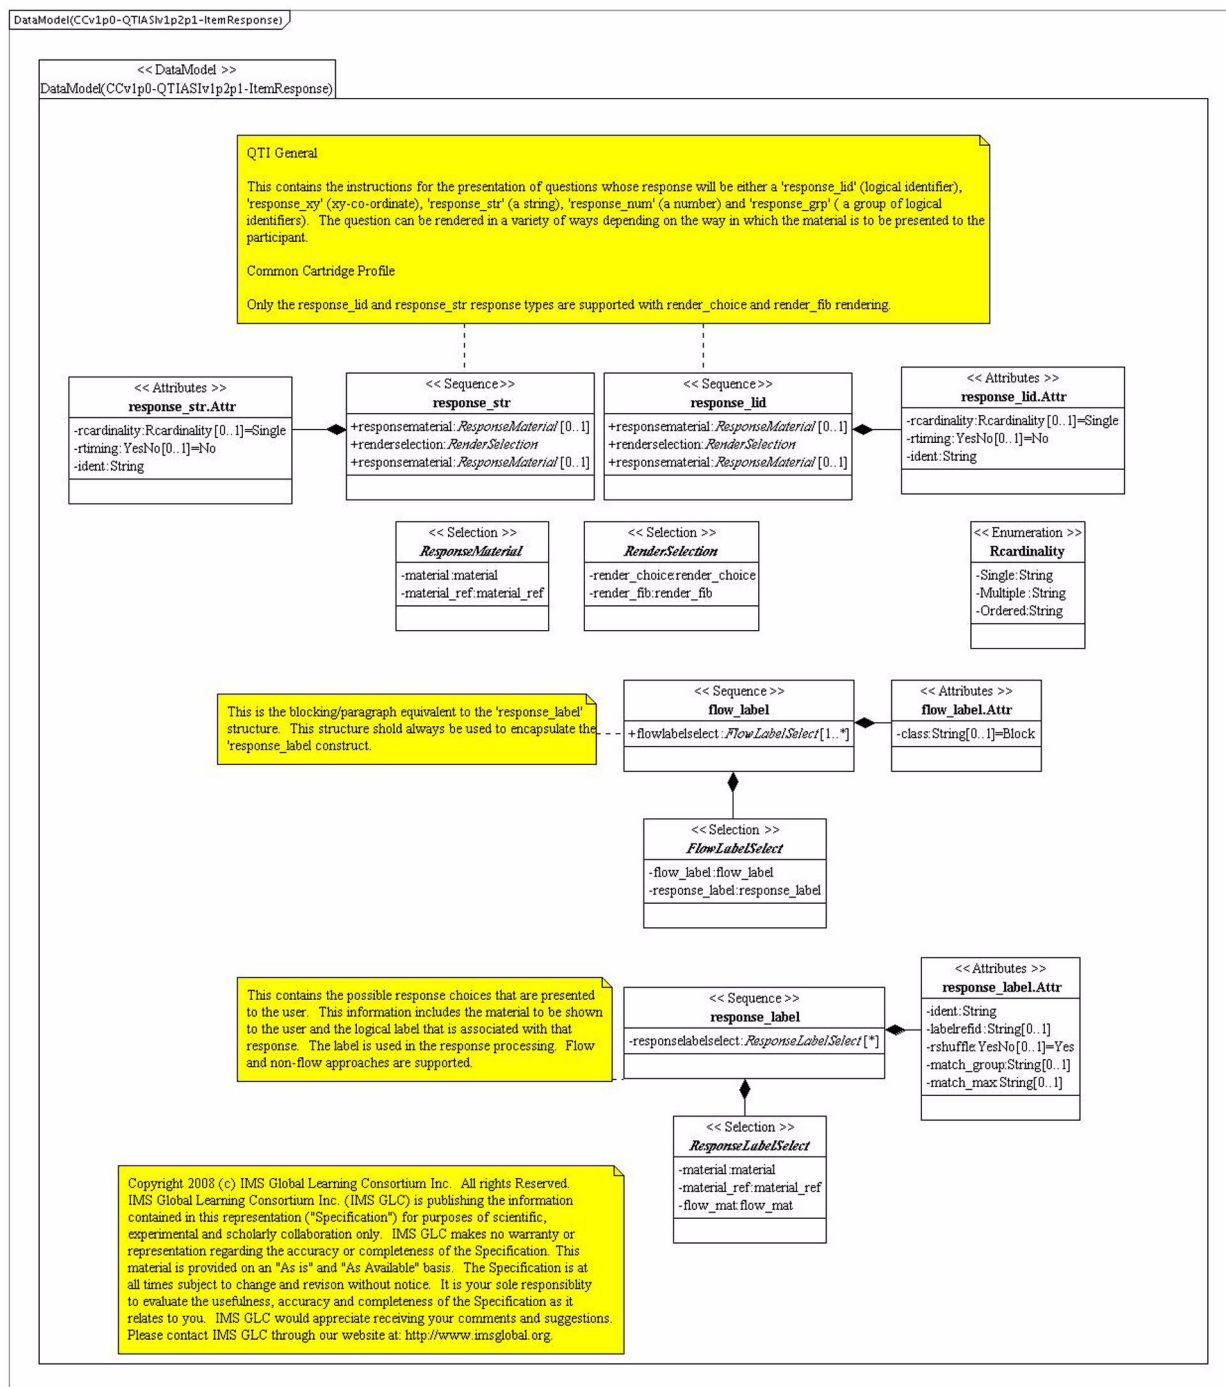 DataModel(CCv1p0-QTIASIv1p2p1-ItemResponse)
<< DataModel >>
DataModel(CCv1p0-QTIASIv1p2p1-ItemResponse)
QTI General
This contains the instructions for the presentation of questions whose response will be either a 'response_lid' (logical identifier),
'response_xy' (xy-co-ordinate), 'response_str' (a string), 'response_num' (a number) and 'response_grp' ( a group of logical
identifiers).  The question can be rendered in a variety of ways depending on the way in which the material is to be presented to the
participant.
Common Cartridge Profile
Only the response_lid and response_str response types are supported with render_choice and render_fib rendering.
<< Attributes >>
response_str.Attr
-rcardinality:Rcardinality[0..1]=Single
-rtiming:YesNo[0..1]=No
-ident:String
<< Sequence>>
response_str
+responsematerial:ResponseMaterial[0..1]
+renderselection:RenderSelection
+responsematerial:ResponseMaterial[0..1]
<< Sequence>>
response_lid
+responsematerial:ResponseMaterial[0..1]
+renderselection:RenderSelection
+responsematerial:ResponseMaterial[0..1]
<< Attributes >>
response_lid.Attr
-rcardinality:Rcardinality[0..1]=Single
-rtiming:YesNo[0..1]=No
-ident:String
<< Selection >>
ResponseMaterial
-material:material
-material_ref:material_ref
<< Selection >>
RenderSelection
-render_choice:render_choice
-render_fib:render_fib
<< Enumeration >>
Rcardinality
-Single:String
-Multiple:String
-Ordered:String
This is the blocking/paragraph equivalent to the 'response_label'
structure.  This structure shold always be used to encapsulate the
'response_label construct.
<< Sequence >>
flow_label
+flowlabelselect:FlowLabelSelect[1..*]
<< Attributes >>
flow_label.Attr
-class:String[0..1]=Block
<< Selection >>
FlowLabelSelect
-flow_label:flow_label
-response_label:response_label
This contains the possible response choices that are presented
to the user.  This information includes the material to be shown
to the user and the logical label that is associated with that
response.  The label is used in the response processing.  Flow
and non-flow approaches are supported.
<< Sequence >>
response_label
-responselabelselect:ResponseLabelSelect[*]
<< Attributes >>
response_label.Attr
-ident:String
-labelrefid:String[0..1]
-rshuffle:YesNo[0..1]=Yes
-match_group:String[0..1]
-match_max:String[0..1]
<< Selection >>
ResponseLabelSelect
-material:material
-material_ref:material_ref
-flow_mat:flow_mat
Copyright 2008 (c) IMS Global Learning Consortium Inc.  All rights Reserved.
IMS Global Learning Consortium Inc. (IMS GLC) is publishing the information
contained in this representation ("Specification") for purposes of scientific,
experimental and scholarly collaboration only.  IMS GLC makes no warranty or
representation regarding the accuracy or completeness of the Specification. This
material is provided on an "As is" and "As Available" basis.  The Specification is at
all times subject to change and revison without notice.  It is your sole responsiblity
to evaluate the usefulness, accuracy and completeness of the Specification as it
relates to you.  IMS GLC would appreciate receiving your comments and suggestions.
Please contact IMS GLC through our website at: http://www.imsglobal.org.